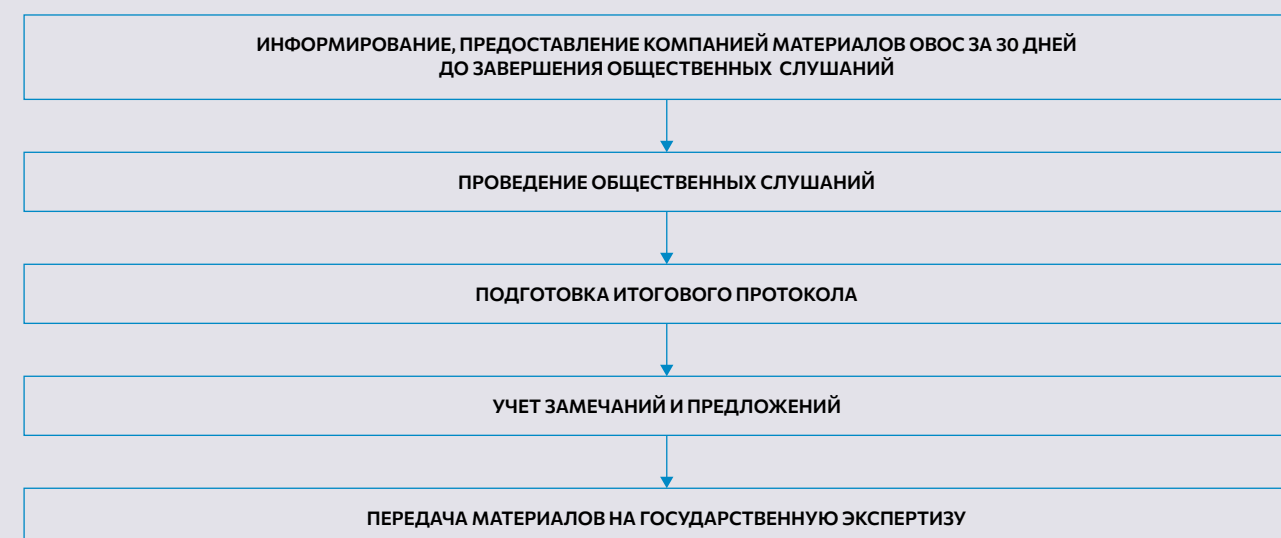 ИНФОРМИРОВАНИЕ, ПРЕДОСТАВЛЕНИЕ КОМПАНИЕЙ МАТЕРИАЛОВ ОВОС ЗА 30 ДНЕЙ
ДО ЗАВЕРШЕНИЯ ОБЩЕСТВЕННЫХ СЛУШАНИЙ
ПРОВЕДЕНИЕ ОБЩЕСТВЕННЫХ СЛУШАНИЙ
ПОДГОТОВКА ИТОГОВОГО ПРОТОКОЛА
УЧЕТ ЗАМЕЧАНИЙ И ПРЕДЛОЖЕНИЙ
ПЕРЕДАЧА МАТЕРИАЛОВ НА ГОСУДАРСТВЕННУЮ ЭКСПЕРТИЗУ